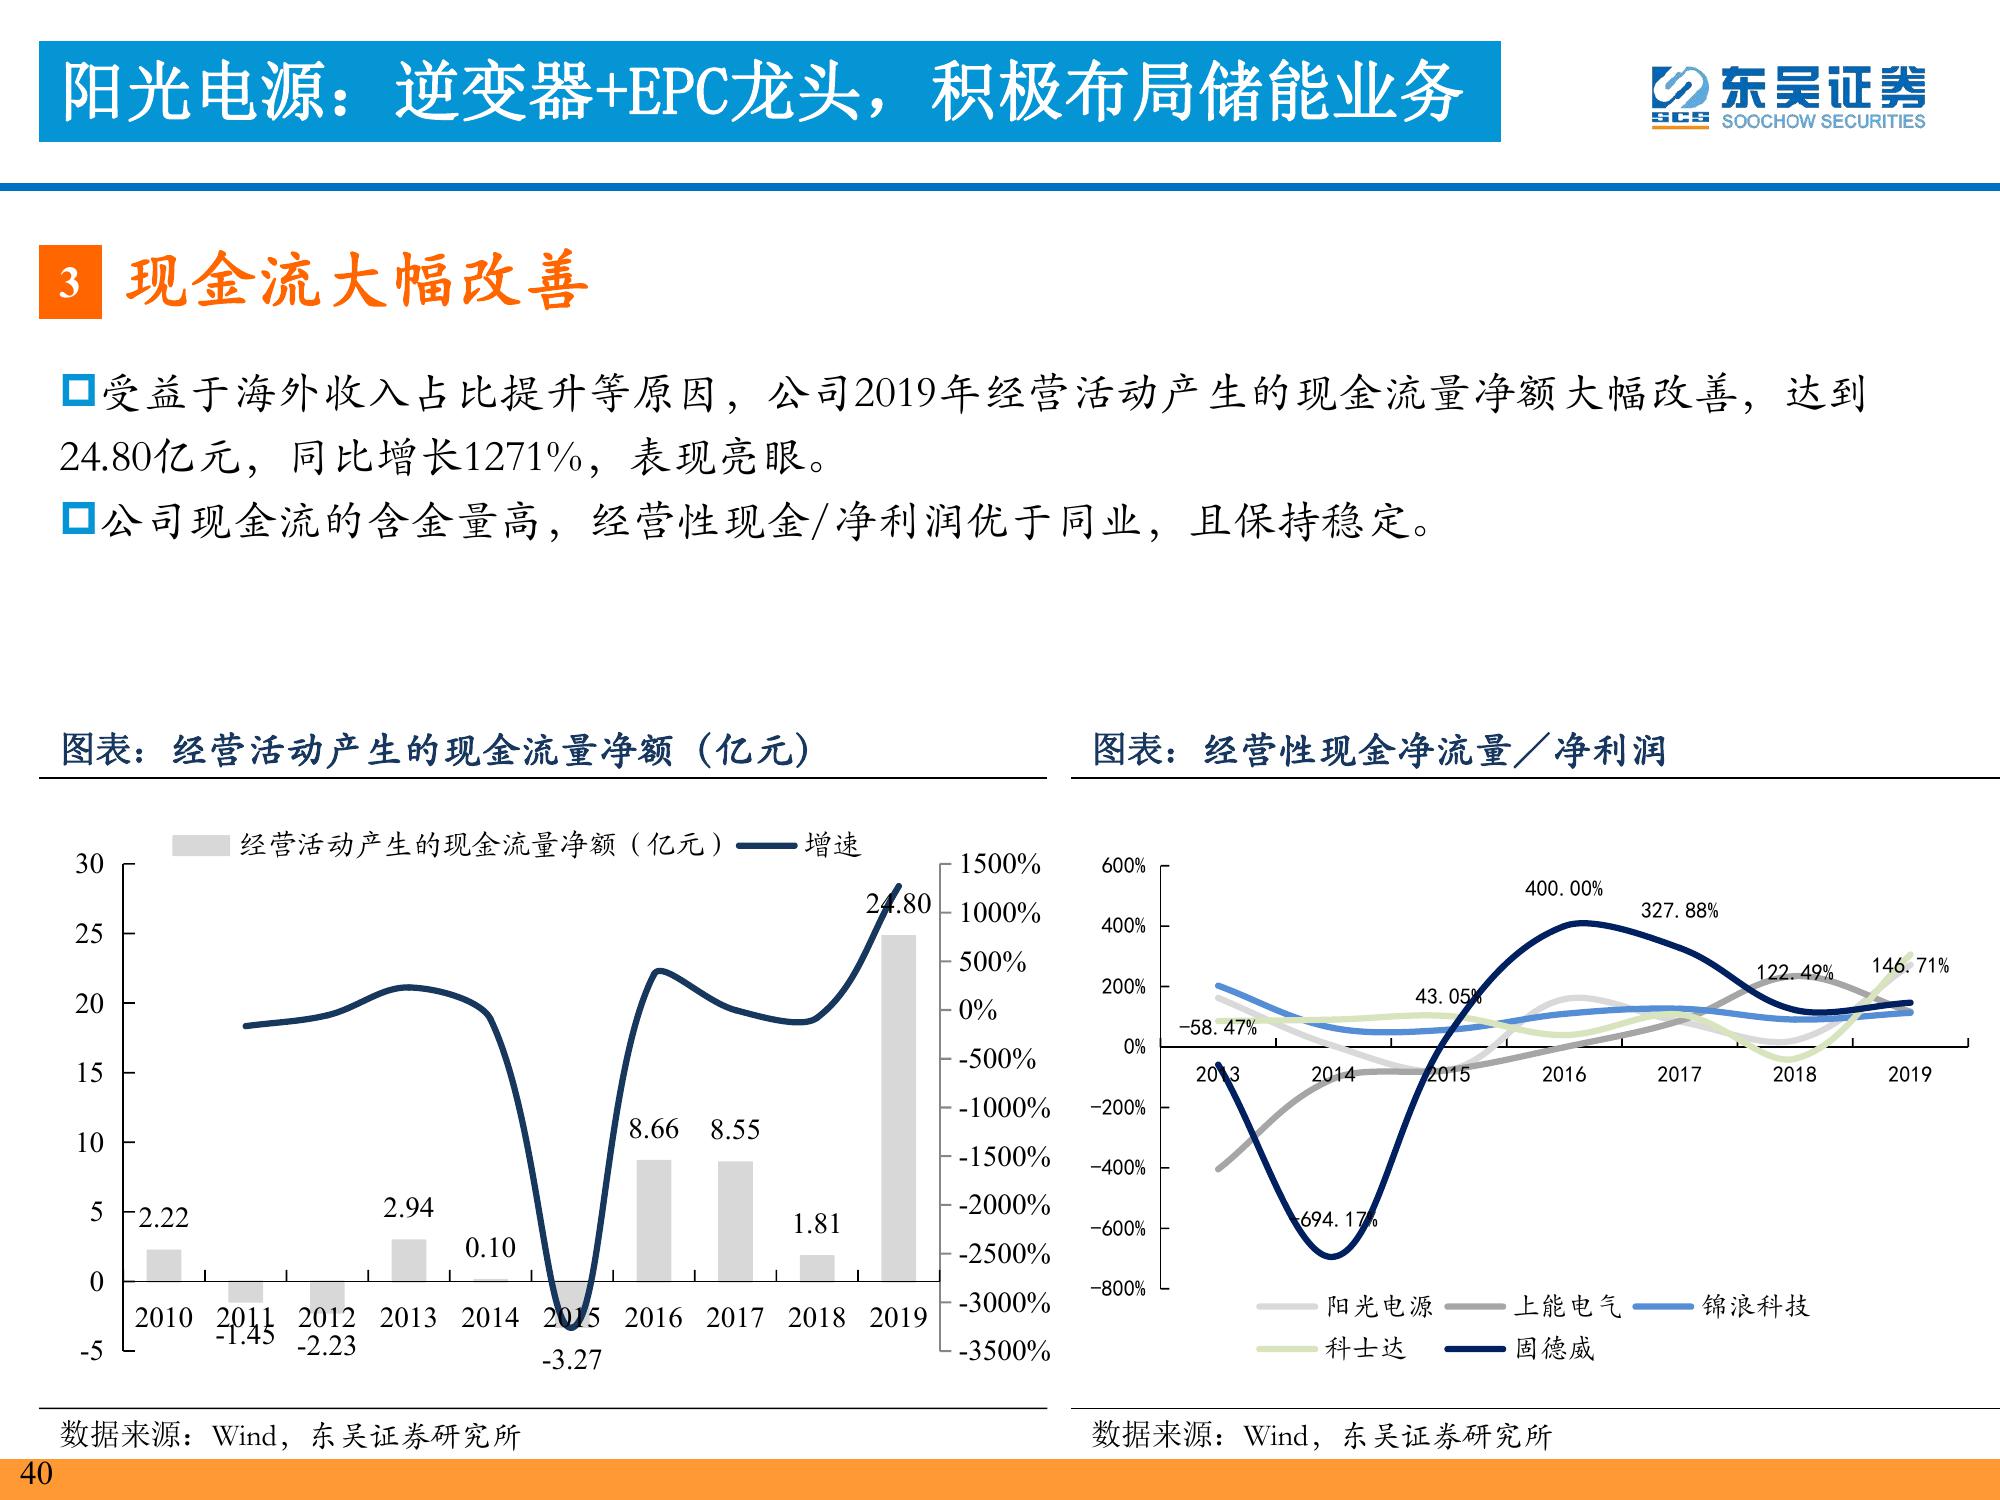 阳光电源：逆变器+EPC龙头，积极布局储能业务
东吴证券
SCS
SOOCHOW SECURITIES
3
现金流大幅改善
受益于海外收入占比提升等原因，公司2019年经营活动产生的现金流量净额大幅改善，达到
24.80亿元，同比增长1271%，表现亮眼。
公司现金流的含金量高，经营性现金/净利润优于同业，且保持稳定。
图表：经营活动产生的现金流量净额（亿元）
经营活动产生的现金流量净额（亿元） 增速
30
25
20
15
10
5
0
-5
1500%
1000%
500%
0%
-500%
-1000%
-1500%
-2000%
-2500%
-3000%
-3500%
2.22
-1.45
-2.23
2.94
0.10
-3.27
8.66
8.55
1.81
24.80
2010 2011 2012 2013 2014 2015 2016 2017 2018 2019
数据来源：Wind，东吴证券研究所
图表：经营性现金净流量／净利润
600%
400%
200%
0%
-200%
-400%
-600%
-800%
-58.47%
-694.17%
43.05%
400.00%
327.88%
122.49%
146.71%
2013 2014 2015 2016 2017 2018 2019
阳光电源 上能电气 锦浪科技
科士达 固德威
数据来源：Wind，东吴证券研究所
40